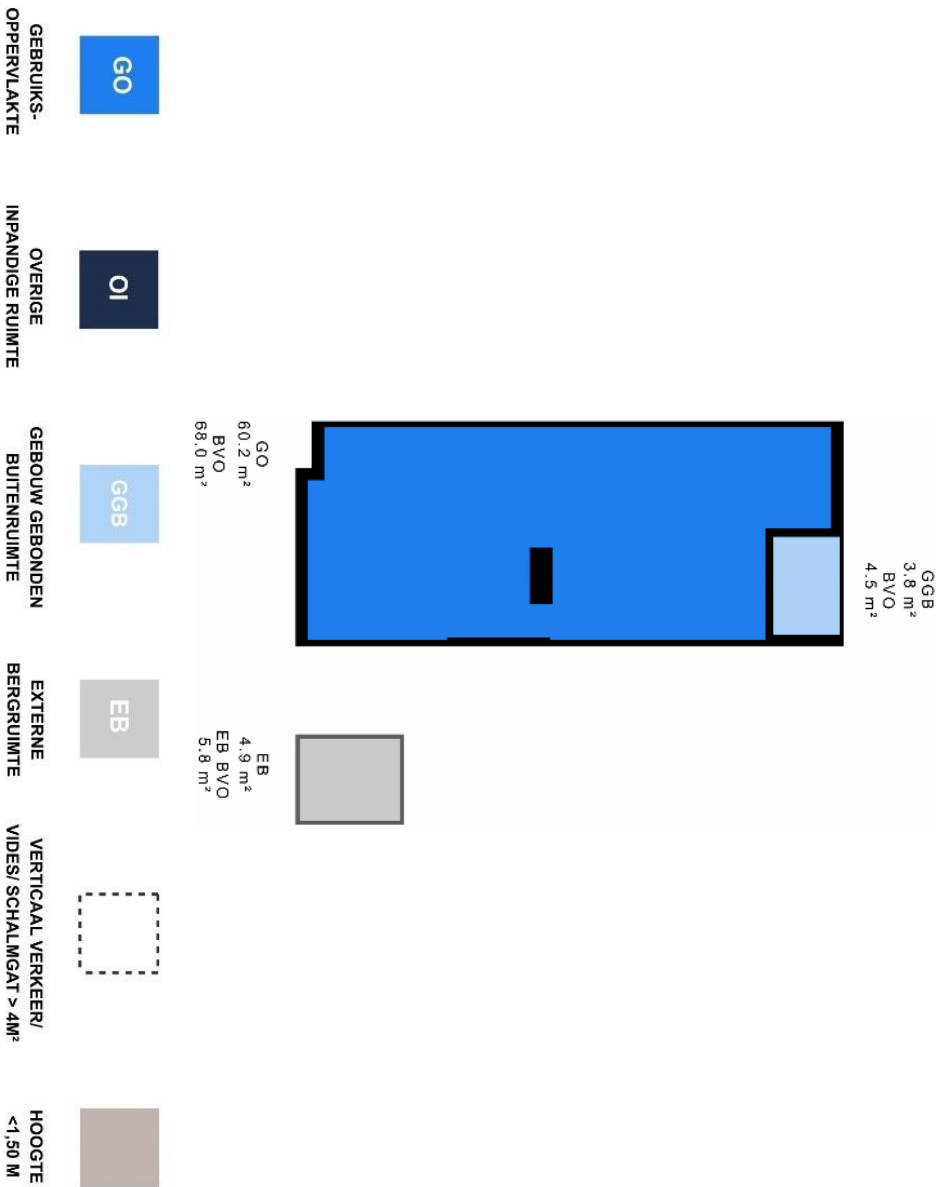 GGB
3.8 m²
BVO
4.5 m²
GO
60.2 m²
BVO
68.0 m²
EB
4.9 m²
EB BVO
5.8 m²
GO
GEBRUIKS-
OPPERVLAKTE
OI
OVERIGE
INPANDIGE RUIMTE
GGB
GEBOUW GEBONDEN
BUITENRUIMTE
EB
EXTERNE
BERGRUIMTE
VERTICAAL VERKEER/
VIDES/ SCHALMGAT > 4M²
HOOGTE
<1,50 M